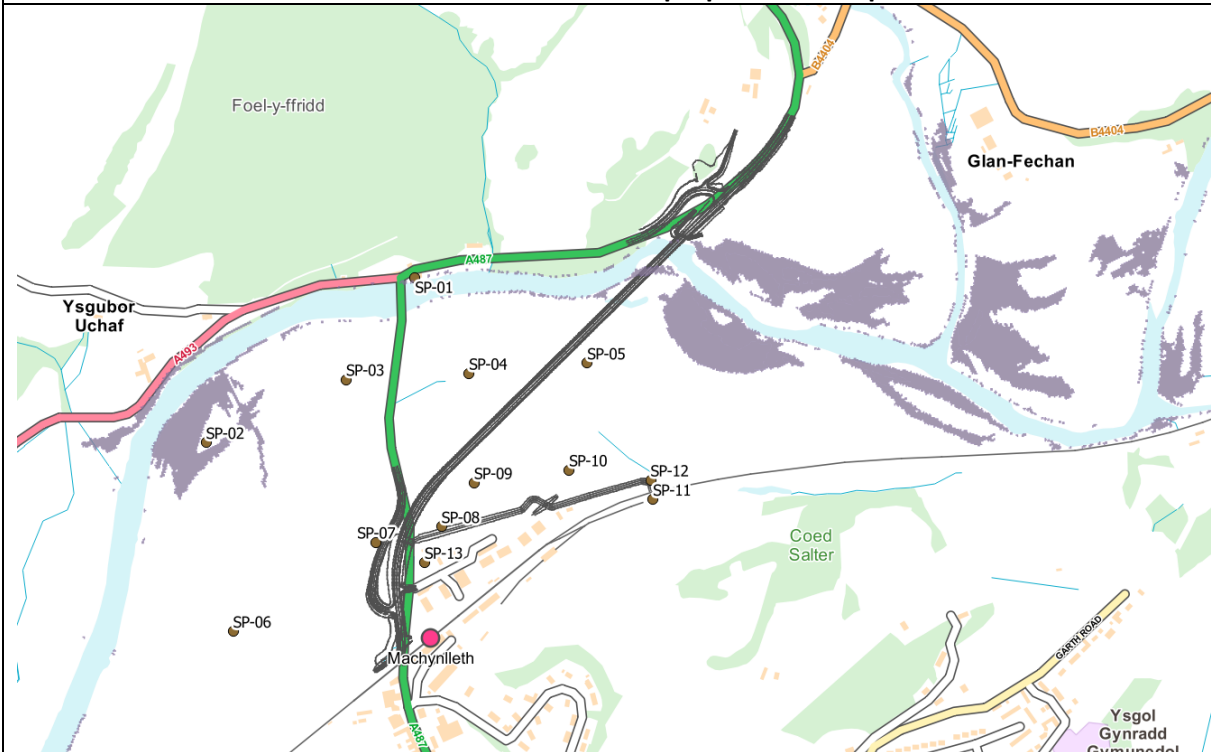 B4404
Foel-y-ffridd
B4404
Glan-Fechan
A487
SP-01
Ysgubor
Uchaf
A493
SP-03
SP-04
SP-05
SP-02
SP-09
SP-10
SP-12
SP-11
SP-07
SP-08
SP-13
Coed
Salter
SP-06
Machynlleth
GARTH ROAD
A487
Ysgol
Gynradd